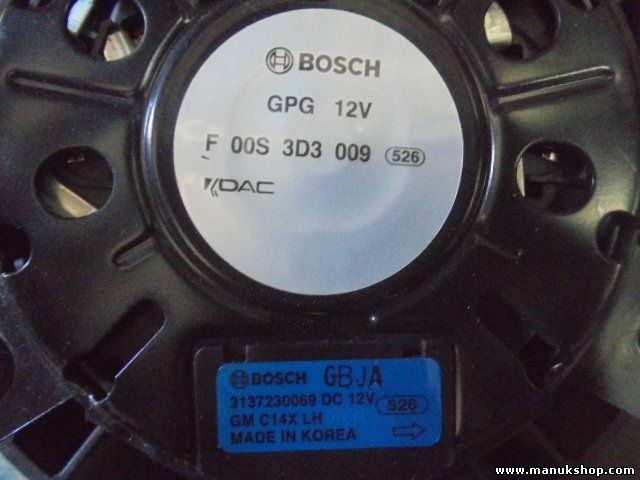 BOSCH
GPG 12V
F 00S 3D3 009 526
KDAC
BOSCH GBJA
3137230069 DC 12V 526
GM C14X LH
MADE IN KOREA
www.manukshop.com